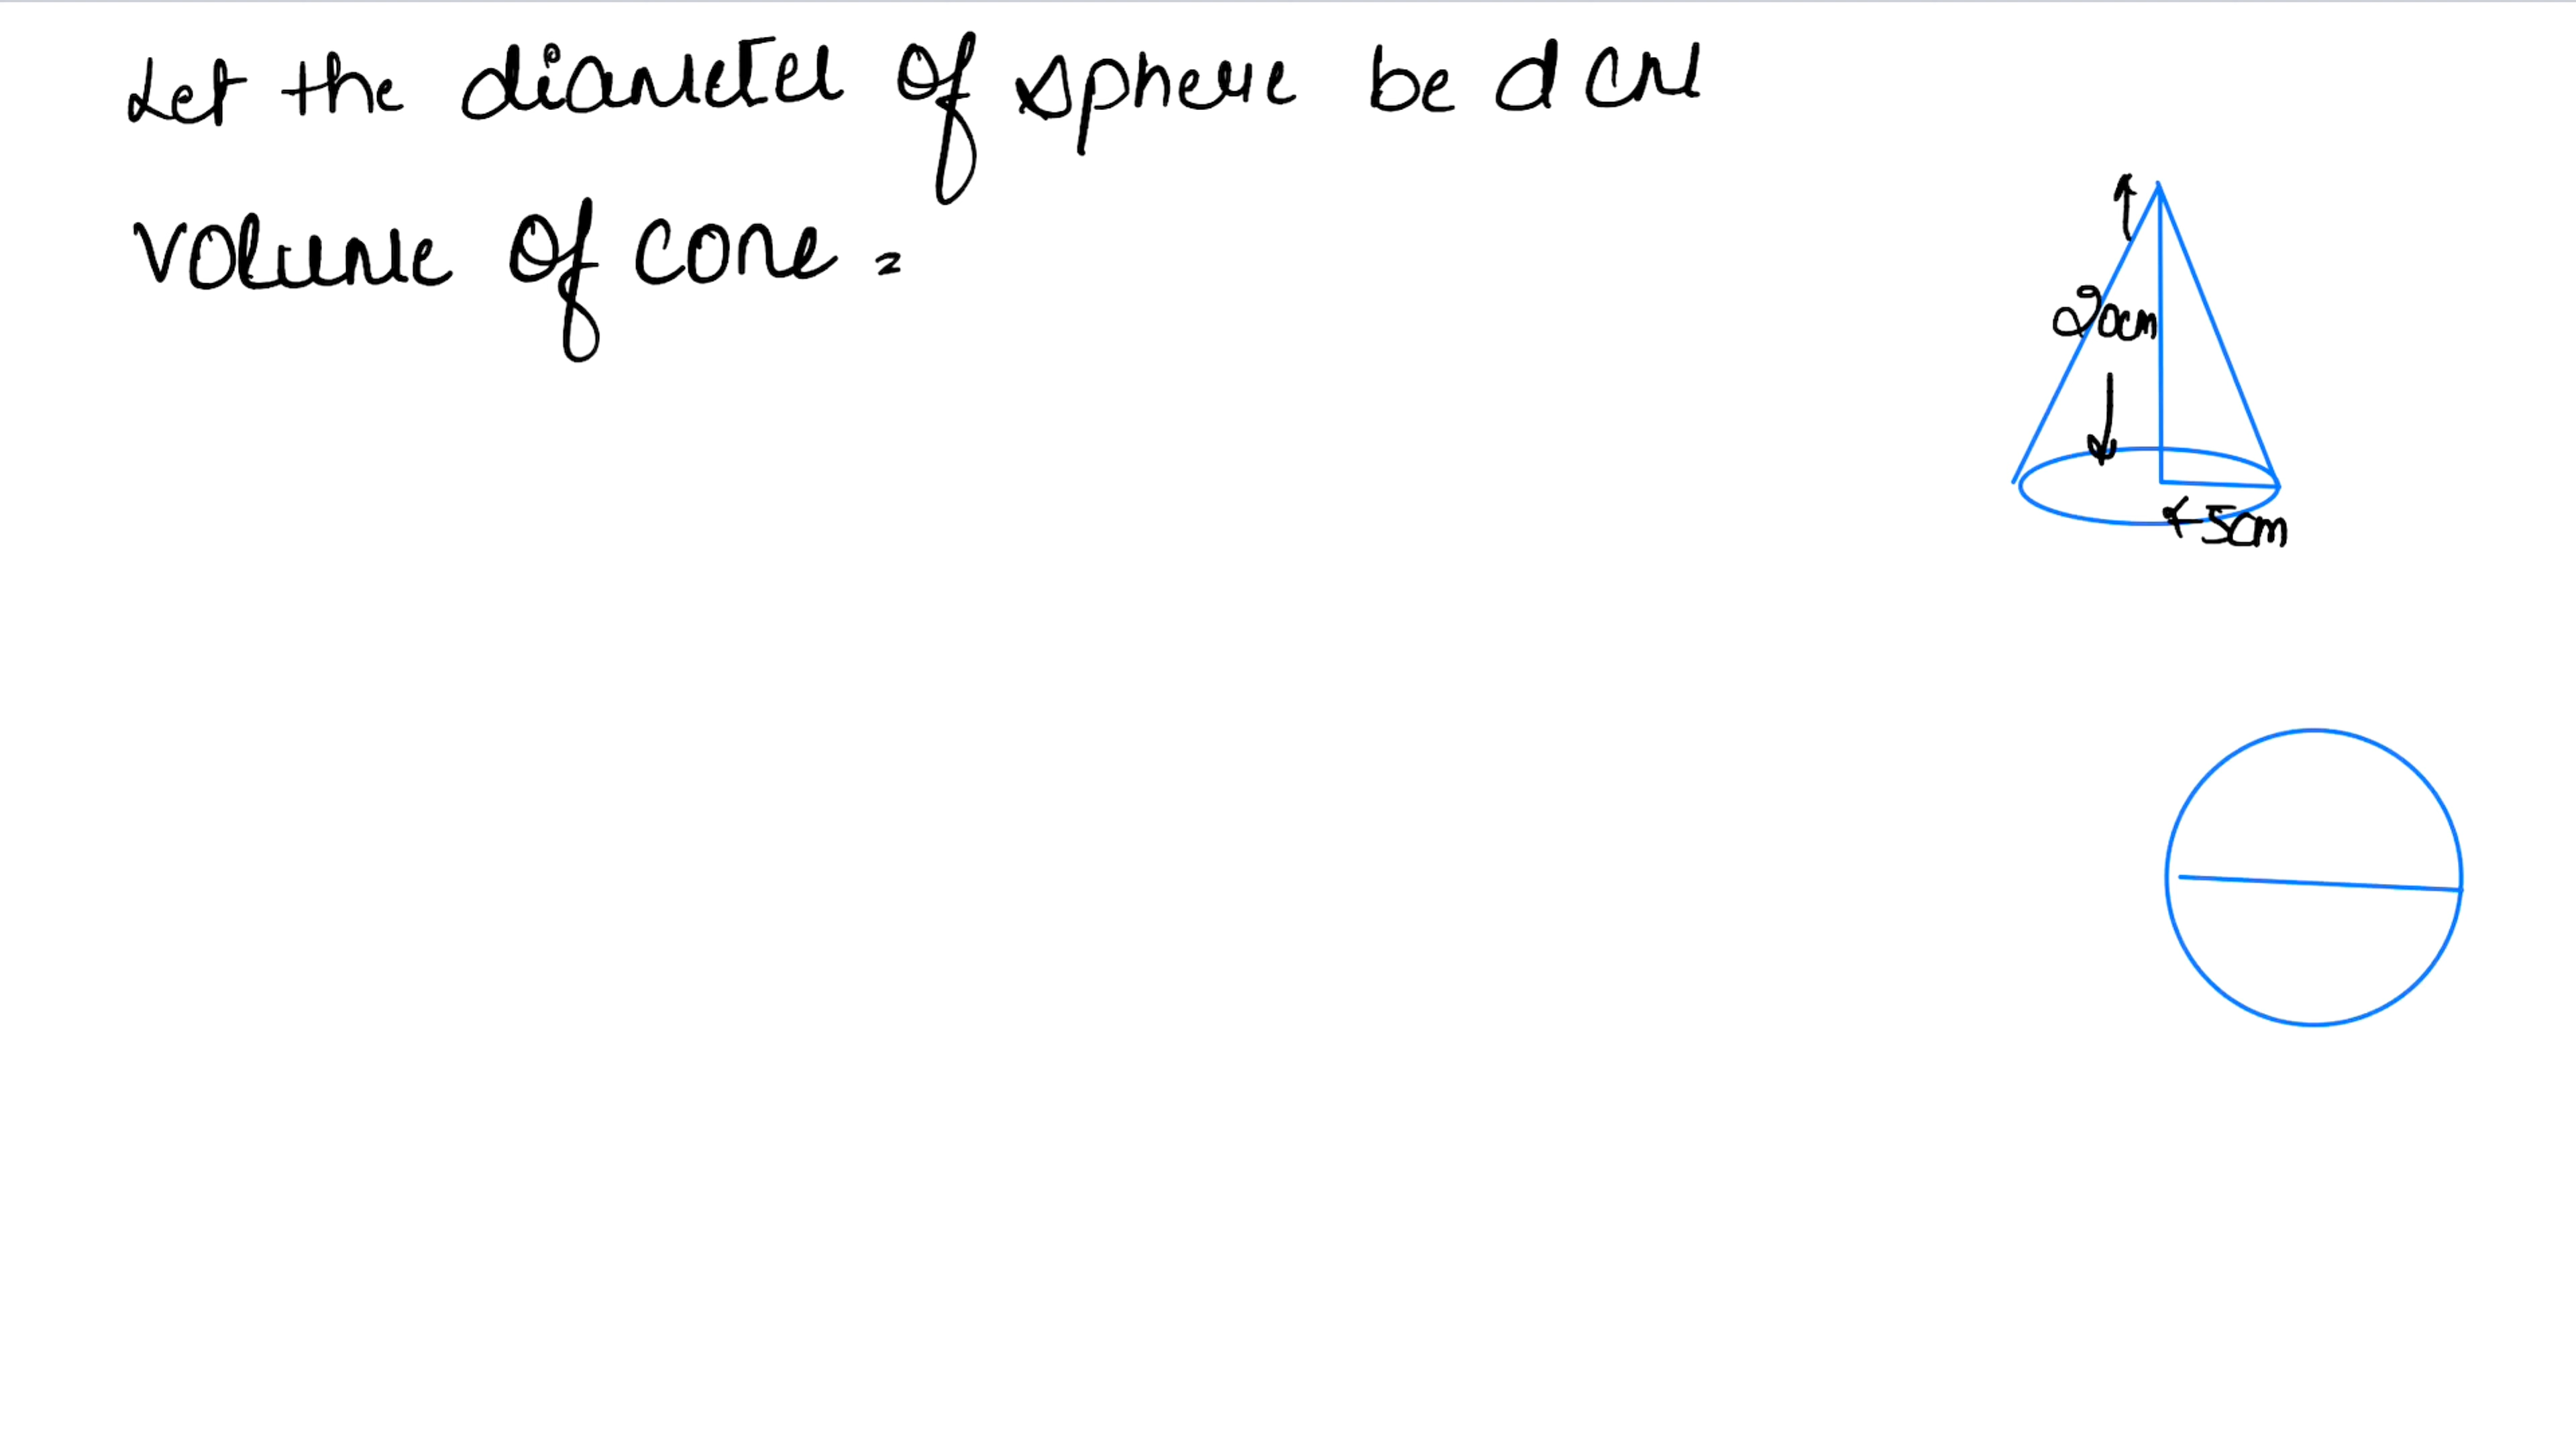 Let the diameter of sphere be d cm
volume of cone =
20cm
5cm